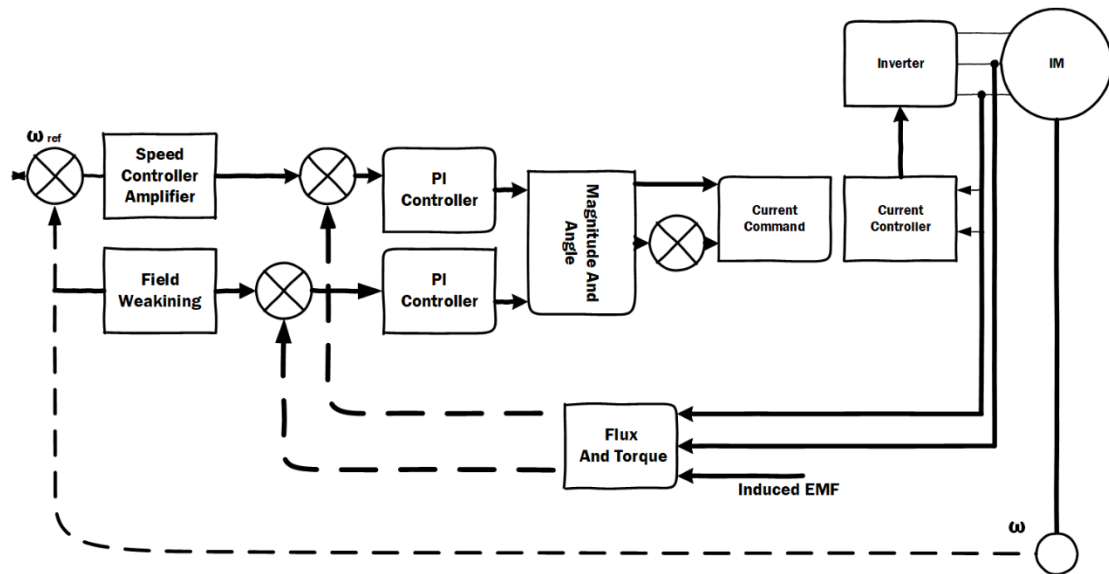 Inverter
IM
ω ref
Speed
Controller
Amplifier
PI
Controller
Magnitude And
Angle
Current
Command
Current
Controller
Field
Weakining
PI
Controller
Flux
And Torque
Induced EMF
ω